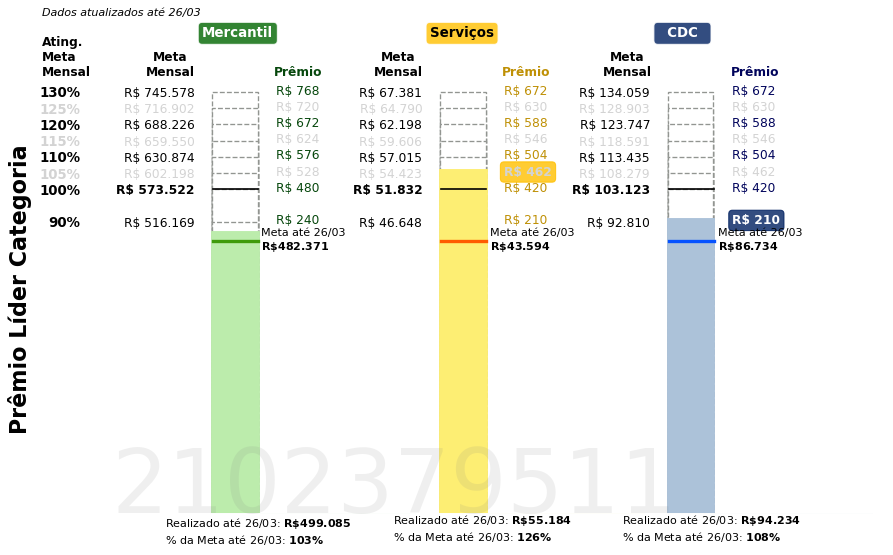 Dados atualizados até 26/03
Mercantil Serviços CDC
Ating.
Meta
Mensal
Meta
Mensal
Prêmio
Meta
Mensal
Prêmio
Meta
Mensal
Prêmio
130% R$ 745.578 R$ 768 R$ 67.381 R$ 672 R$ 134.059 R$ 672
125% R$ 716.902 R$ 720 R$ 64.790 R$ 630 R$ 128.903 R$ 630
120% R$ 688.226 R$ 672 R$ 62.198 R$ 588 R$ 123.747 R$ 588
115% R$ 659.550 R$ 624 R$ 59.606 R$ 546 R$ 118.591 R$ 546
110% R$ 630.874 R$ 576 R$ 57.015 R$ 504 R$ 113.435 R$ 504
105% R$ 602.198 R$ 528 R$ 54.423 R$ 462 R$ 108.279 R$ 462
100% R$ 573.522 R$ 480 R$ 51.832 R$ 420 R$ 103.123 R$ 420
90% R$ 516.169 R$ 240 R$ 46.648 R$ 210 R$ 92.810 R$ 210
Meta até 26/03
R$482.371
Meta até 26/03
R$43.594
Meta até 26/03
R$86.734
Prêmio Líder Categoria
2102379511
Realizado até 26/03: R$499.085
% da Meta até 26/03: 103%
Realizado até 26/03: R$55.184
% da Meta até 26/03: 126%
Realizado até 26/03: R$94.234
% da Meta até 26/03: 108%